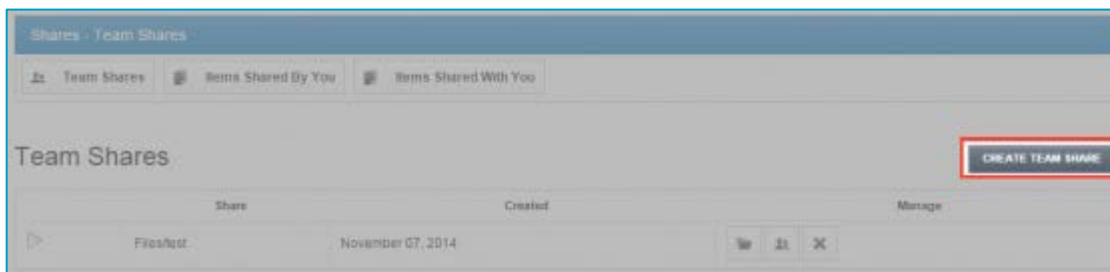 Shares - Team Shares
Team Shares Items Shared By You Items Shared With You
Team Shares
CREATE TEAM SHARE
Share Created Manage
Files/test November 07, 2014